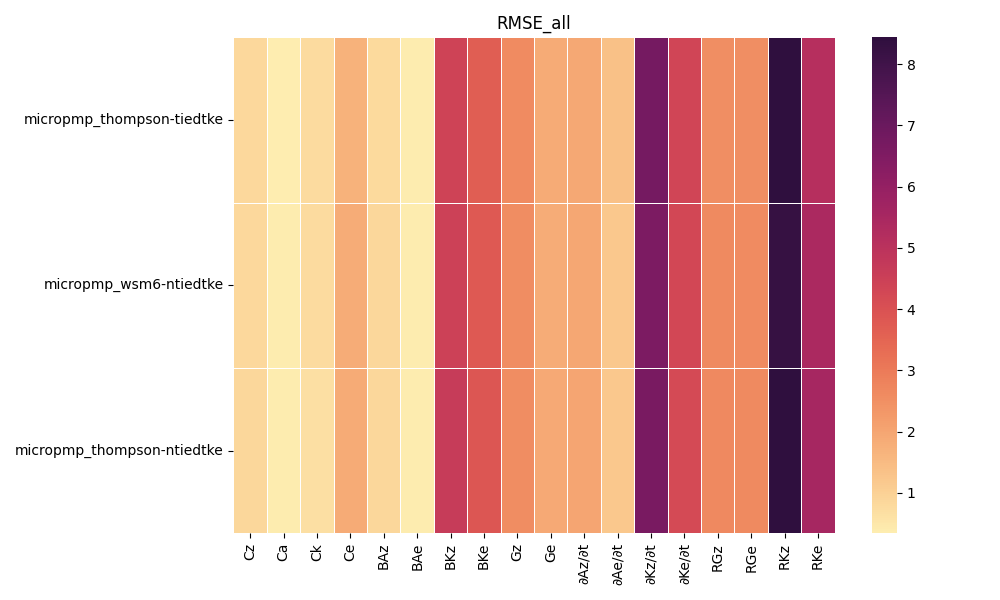 RMSE_all
micropmp_thompson-tiedtke
micropmp_wsm6-ntiedtke
micropmp_thompson-ntiedtke
Cz Ca Ck Ce BAz BAe BKz BKe Gz Ge ∂Az/∂t ∂Ae/∂t ∂Kz/∂t ∂Ke/∂t RGz RGe RKz RKe
8
7
6
5
4
3
2
1